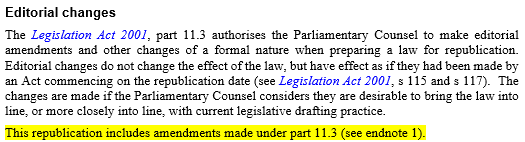 Editorial changes
The Legislation Act 2001, part 11.3 authorises the Parliamentary Counsel to make editorial
amendments and other changes of a formal nature when preparing a law for republication.
Editorial changes do not change the effect of the law, but have effect as if they had been made by
an Act commencing on the republication date (see Legislation Act 2001, s 115 and s 117). The
changes are made if the Parliamentary Counsel considers they are desirable to bring the law into
line, or more closely into line, with current legislative drafting practice.
This republication includes amendments made under part 11.3 (see endnote 1).